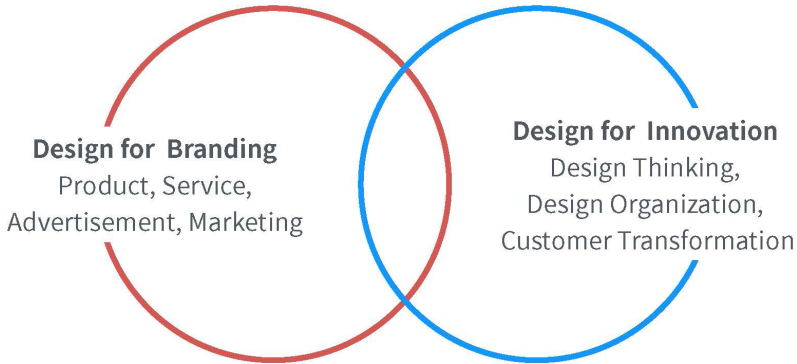 Design for Branding
Product, Service,
Advertisement, Marketing
Design for Innovation
Design Thinking,
Design Organization,
Customer Transformation